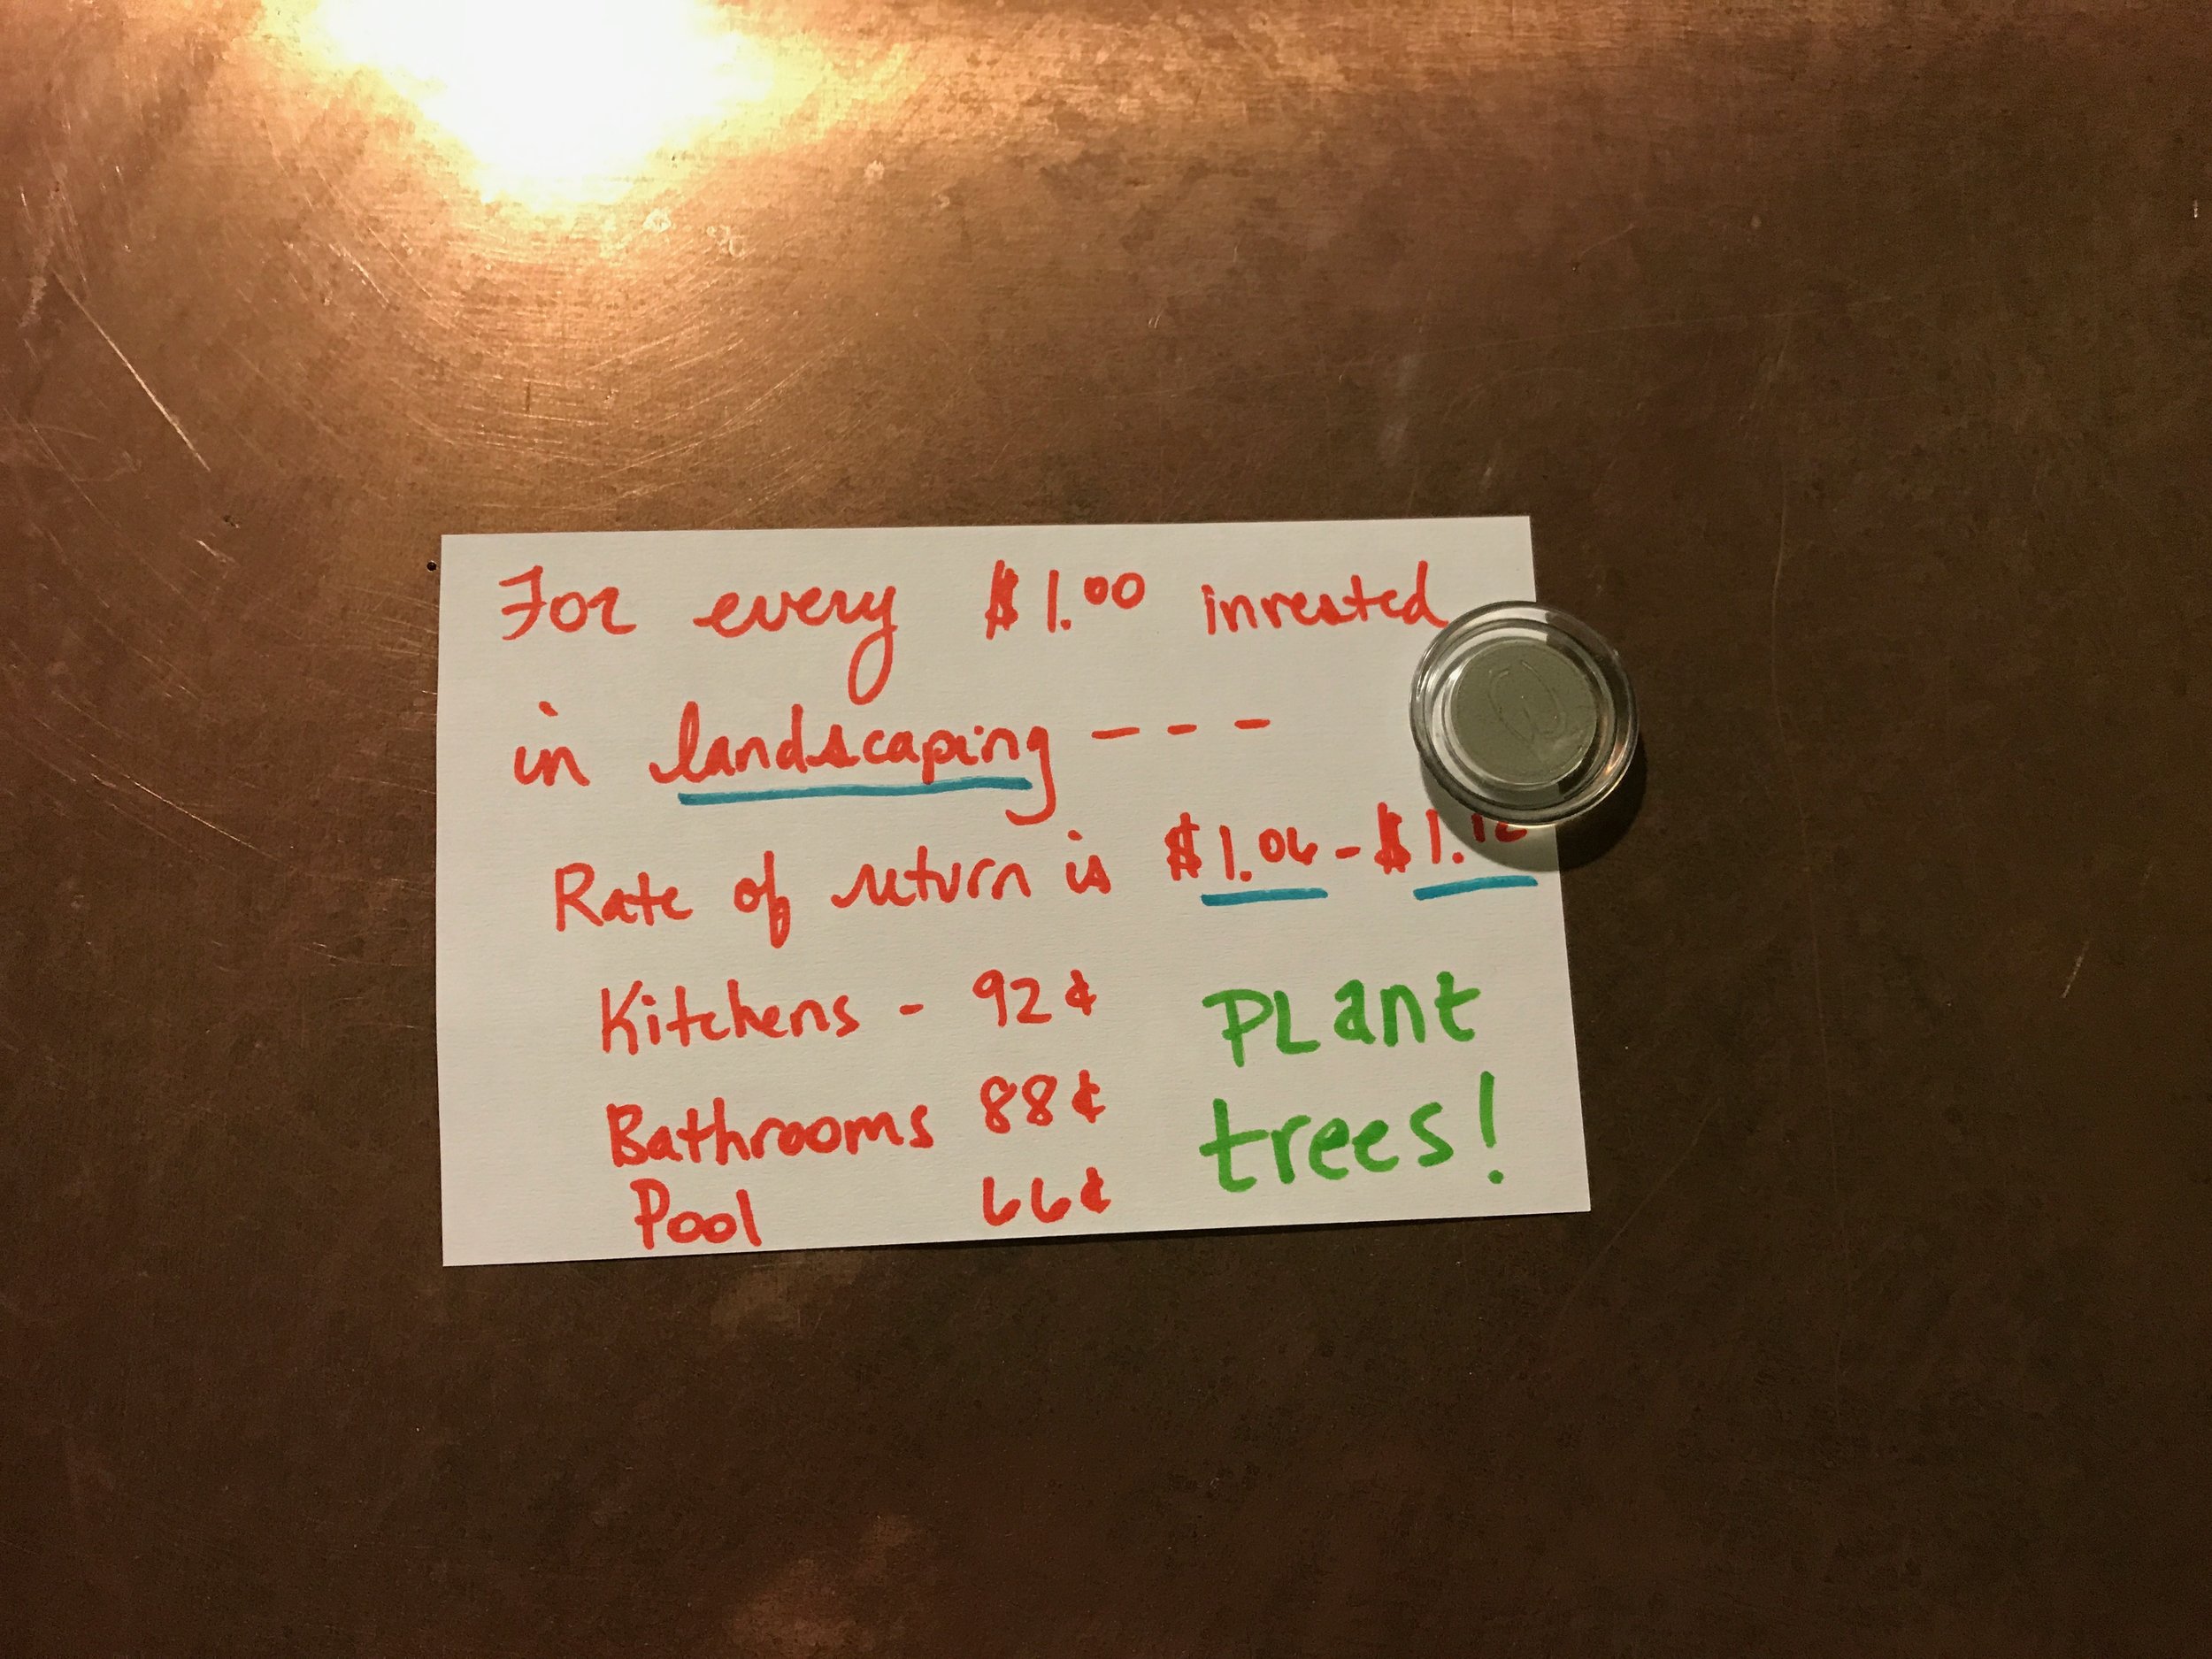 For every $1.00 invested
in landscaping - - -
Rate of return is $1.06 - 
Kitchens - 92¢
Bathrooms 88¢
Pool 66¢
PLant
trees!